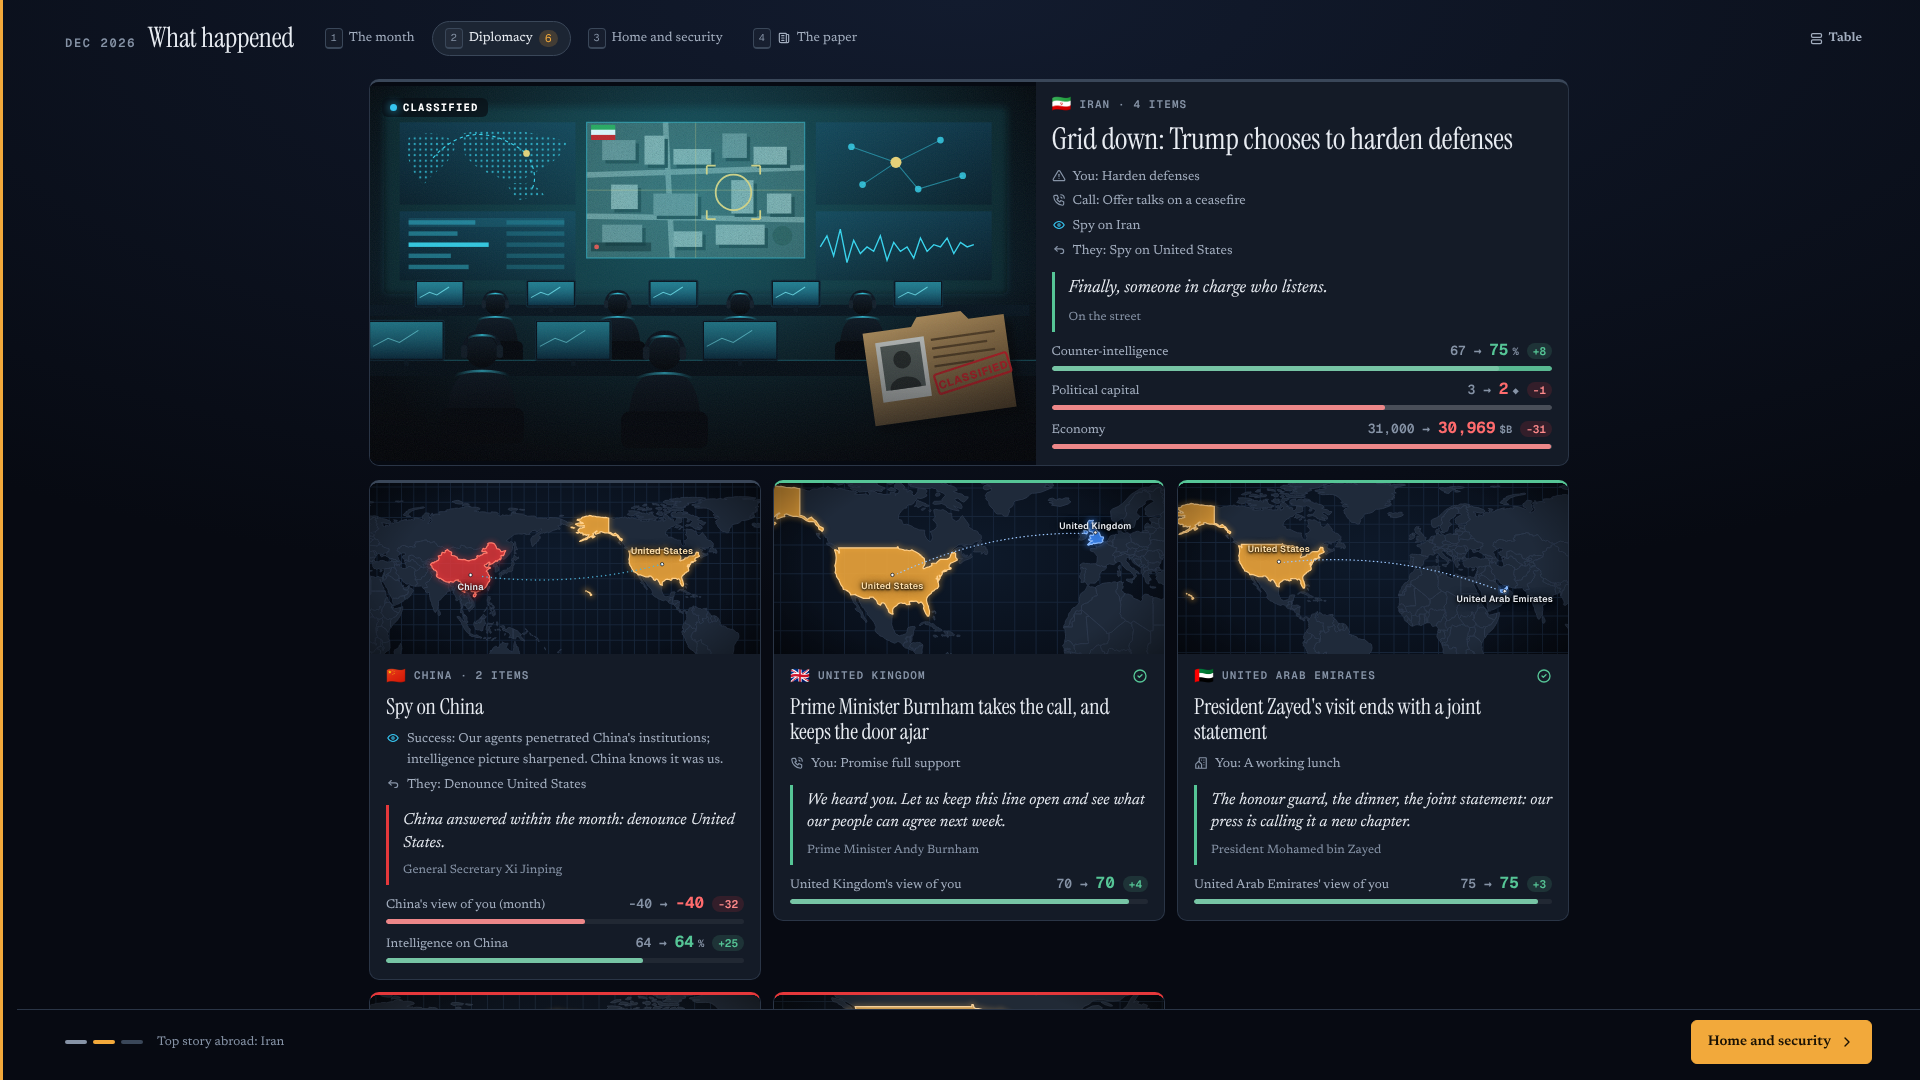 DEC 2026 What happened
1 The month
2 Diplomacy 6
3 Home and security
4 The paper
Table
CLASSIFIED
CLASSIFIED
IRAN · 4 ITEMS
Grid down: Trump chooses to harden defenses
You: Harden defenses
Call: Offer talks on a ceasefire
Spy on Iran
They: Spy on United States
Finally, someone in charge who listens.
On the street
Counter-intelligence 67 → 75 % +8
Political capital 3 → 2 ◆ -1
Economy 31,000 → 30,969 $B -31
China
United States
CHINA · 2 ITEMS
Spy on China
Success: Our agents penetrated China's institutions;
intelligence picture sharpened. China knows it was us.
They: Denounce United States
China answered within the month: denounce United
States.
General Secretary Xi Jinping
China's view of you (month) -40 → -40 -32
Intelligence on China 64 → 64 % +25
United States
United Kingdom
UNITED KINGDOM
Prime Minister Burnham takes the call, and
keeps the door ajar
You: Promise full support
We heard you. Let us keep this line open and see what
our people can agree next week.
Prime Minister Andy Burnham
United Kingdom's view of you 70 → 70 +4
United States
United Arab Emirates
UNITED ARAB EMIRATES
President Zayed's visit ends with a joint
statement
You: A working lunch
The honour guard, the dinner, the joint statement: our
press is calling it a new chapter.
President Mohamed bin Zayed
United Arab Emirates' view of you 75 → 75 +3
Top story abroad: Iran
Home and security